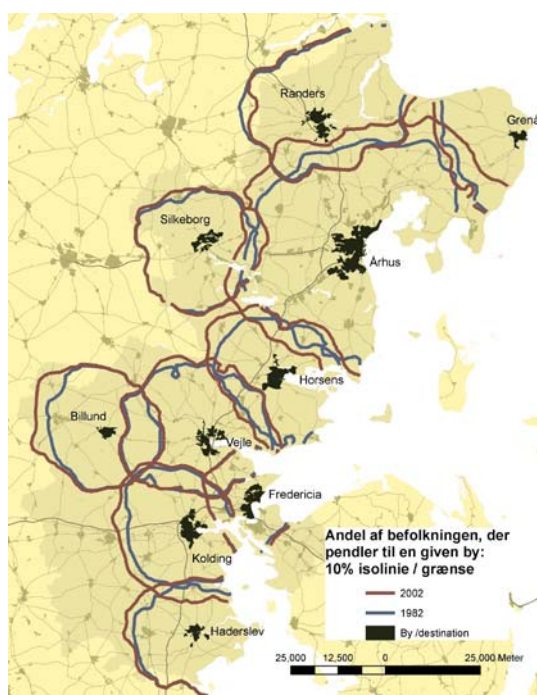 Randers
Grenå
Silkeborg
Århus
Horsens
Billund
Vejle
Fredericia
Kolding
Haderslev
Andel af befolkningen, der
pendler til en given by:
10% isolinie / grænse
2002
1982
By /destination
25,000 12,500 0 25,000 Meter